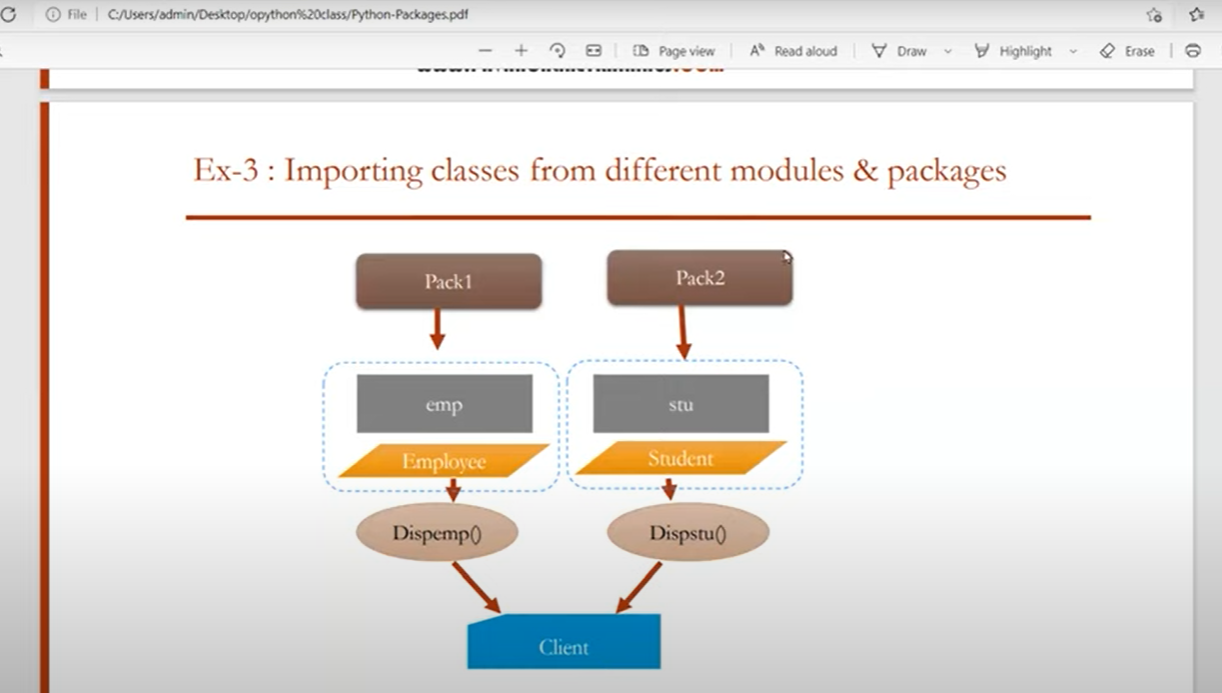 File C:/Users/admin/Desktop/opython%20class/Python-Packages.pdf
Page view Read aloud Draw Highlight Erase
Ex-3 : Importing classes from different modules & packages
Pack1 Pack2
emp stu
Employee Student
Dispemp() Dispstu()
Client